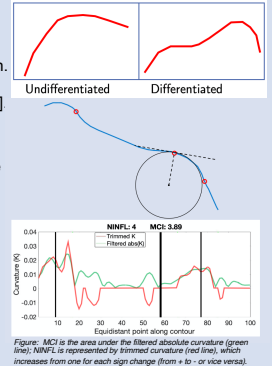 n.
Undifferentiated Differentiated
].
NINFL: 4 MCI: 3.89
Trimmed K
Filtered abs(K)
Curvature (K)
0.04
0.03
0.02
0.01
0
-0.01
-0.02
10 20 30 40 50 60 70 80 90 100
Equidistant point along contour
Figure: MCI is the area under the filtered absolute curvature (green
line); NINFL is represented by trimmed curvature (red line), which
increases from one for each sign change (from + to - or vice versa).